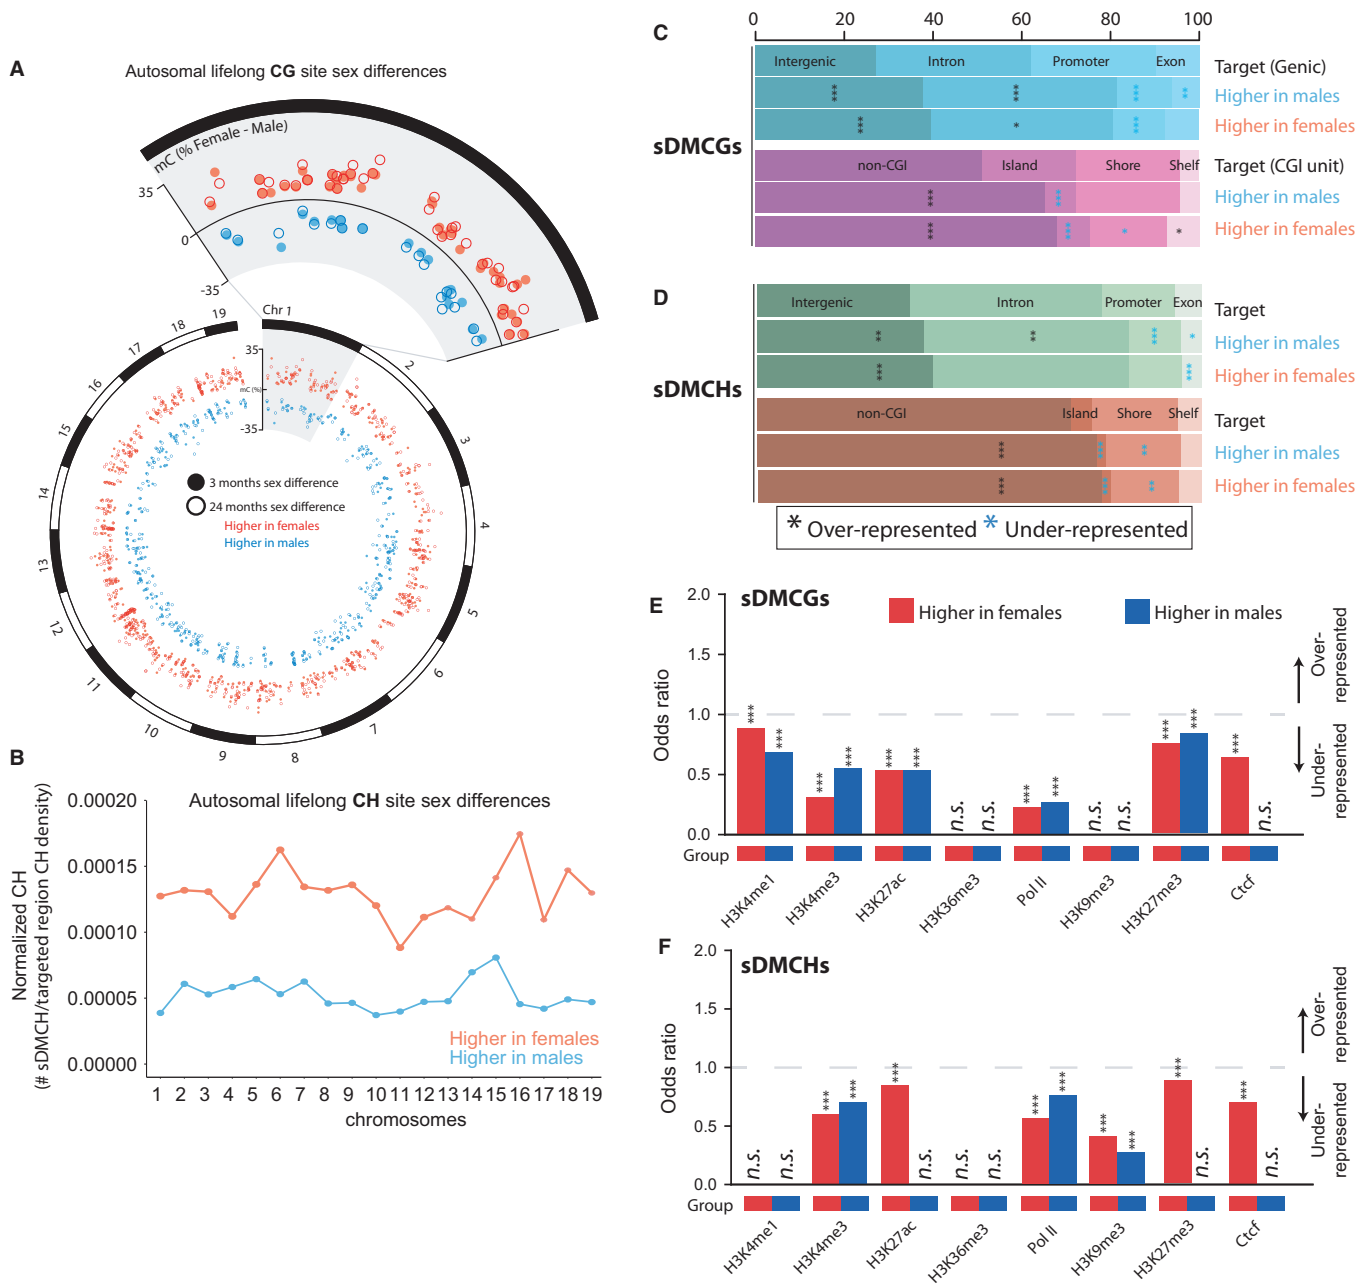 A
Autosomal lifelong CG site sex differences
mC (% Female - Male)
35
0
-35
Chr 1
2
3
4
5
6
7
8
9
10
11
12
13
14
15
16
17
18
19
35
mC (%)
-35
3 months sex difference
24 months sex difference
Higher in females
Higher in males
B
Autosomal lifelong CH site sex differences
Normalized CH
(# sDMCH/targeted region CH density)
0.00020
0.00015
0.00010
0.00005
0.00000
Higher in females
Higher in males
1 2 3 4 5 6 7 8 9 10 11 12 13 14 15 16 17 18 19
chromosomes
C
0 20 40 60 80 100
sDMCGs
Intergenic Intron Promoter Exon Target (Genic)
*** *** *** ** Higher in males
*** * *** Higher in females
non-CGI Island Shore Shelf Target (CGI unit)
*** *** Higher in males
*** *** * * Higher in females
D
sDMCHs
Intergenic Intron Promoter Exon Target
** ** *** * Higher in males
*** *** Higher in females
non-CGI Island Shore Shelf Target
*** *** ** Higher in males
*** *** ** Higher in females
* Over-represented * Under-represented
E
sDMCGs
Higher in females Higher in males
Odds ratio
2.0
1.5
1.0
0.5
0.0
*** *** *** *** *** *** n.s. n.s. *** *** n.s. n.s. *** *** *** n.s.
Over-
represented
Under-
represented
Group
H3K4me1 H3K4me3 H3K27ac H3K36me3 Pol II H3K9me3 H3K27me3 Ctcf
F
sDMCHs
Odds ratio
2.0
1.5
1.0
0.5
0.0
n.s. n.s. *** *** *** n.s. n.s. n.s. *** *** *** *** *** n.s. *** n.s.
Over-
represented
Under-
represented
Group
H3K4me1 H3K4me3 H3K27ac H3K36me3 Pol II H3K9me3 H3K27me3 Ctcf